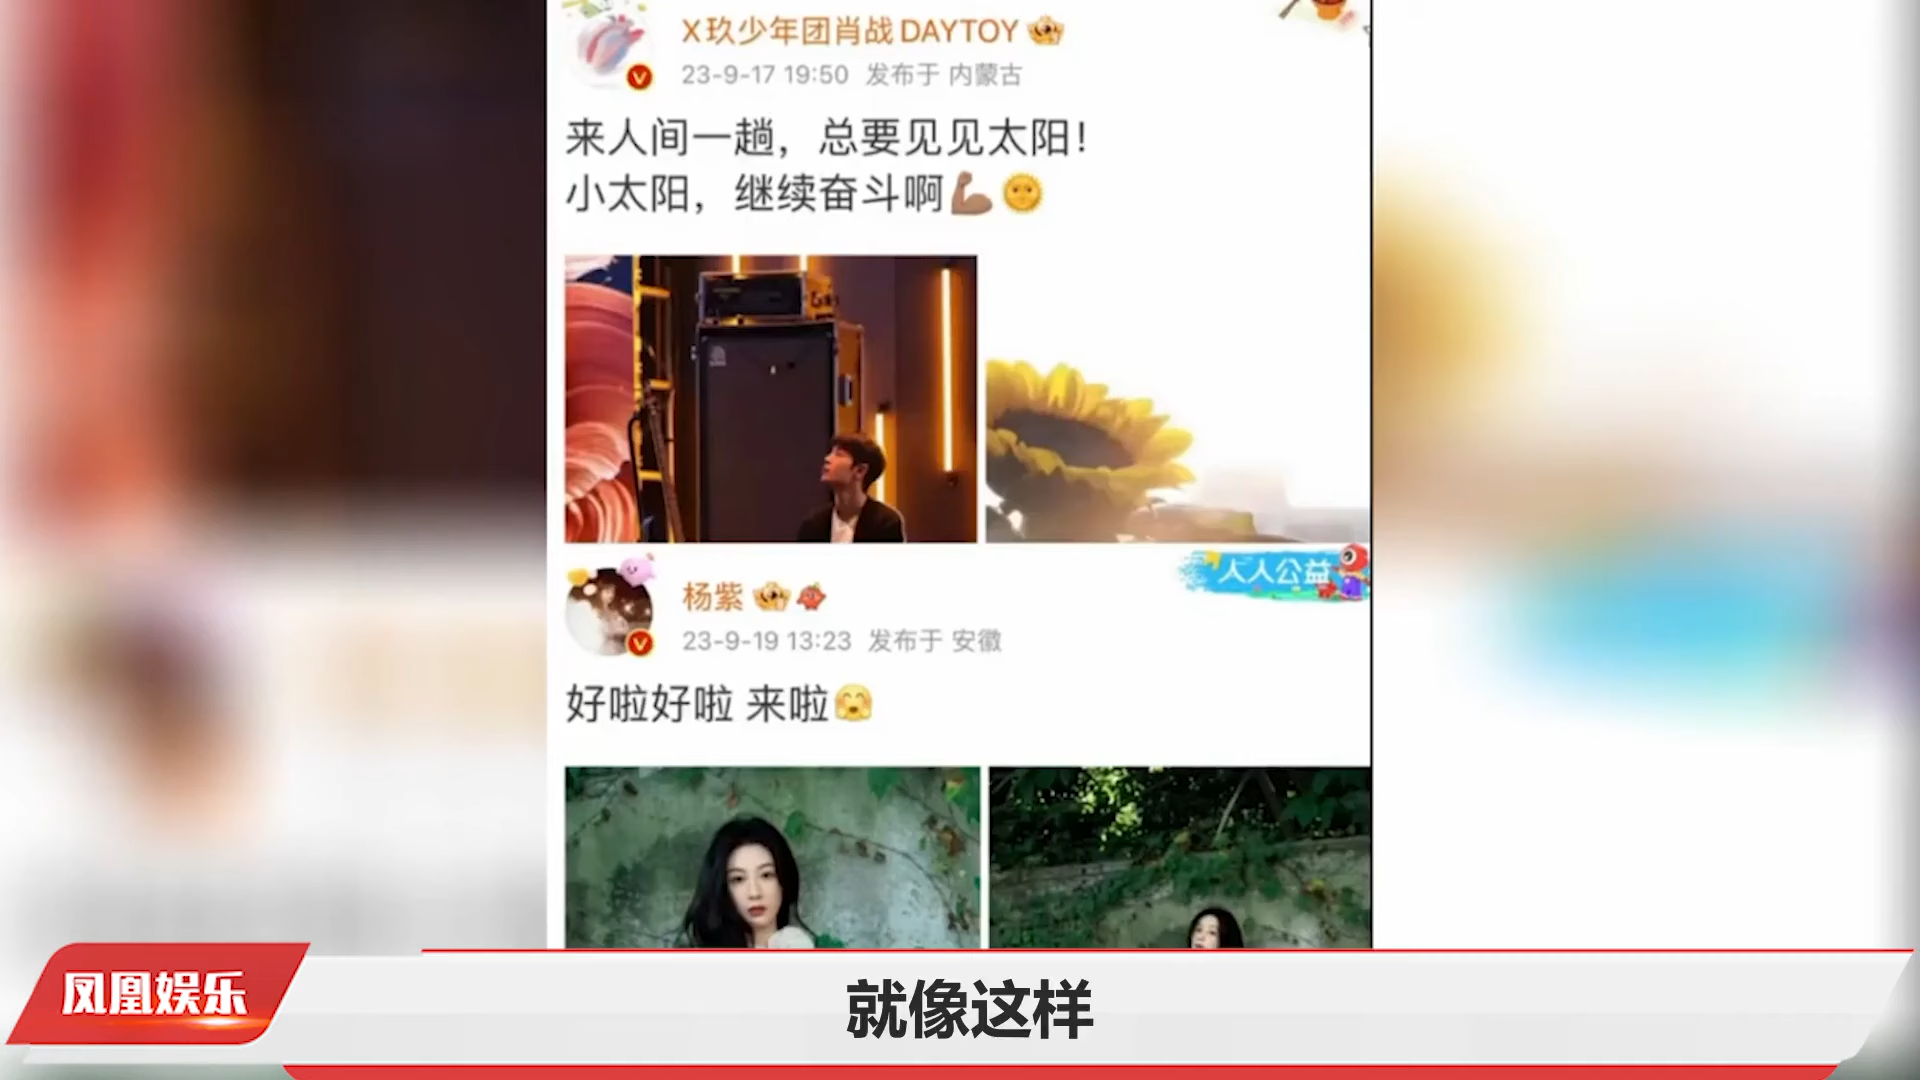 X玖少年团肖战DAYTOY
23-9-17 19:50 发布于 内蒙古
来人间一趟，总要见见太阳！
小太阳，继续奋斗啊💪🌞
人人公益
杨紫
23-9-19 13:23 发布于 安徽
好啦好啦 来啦🤗
凤凰娱乐
就像这样